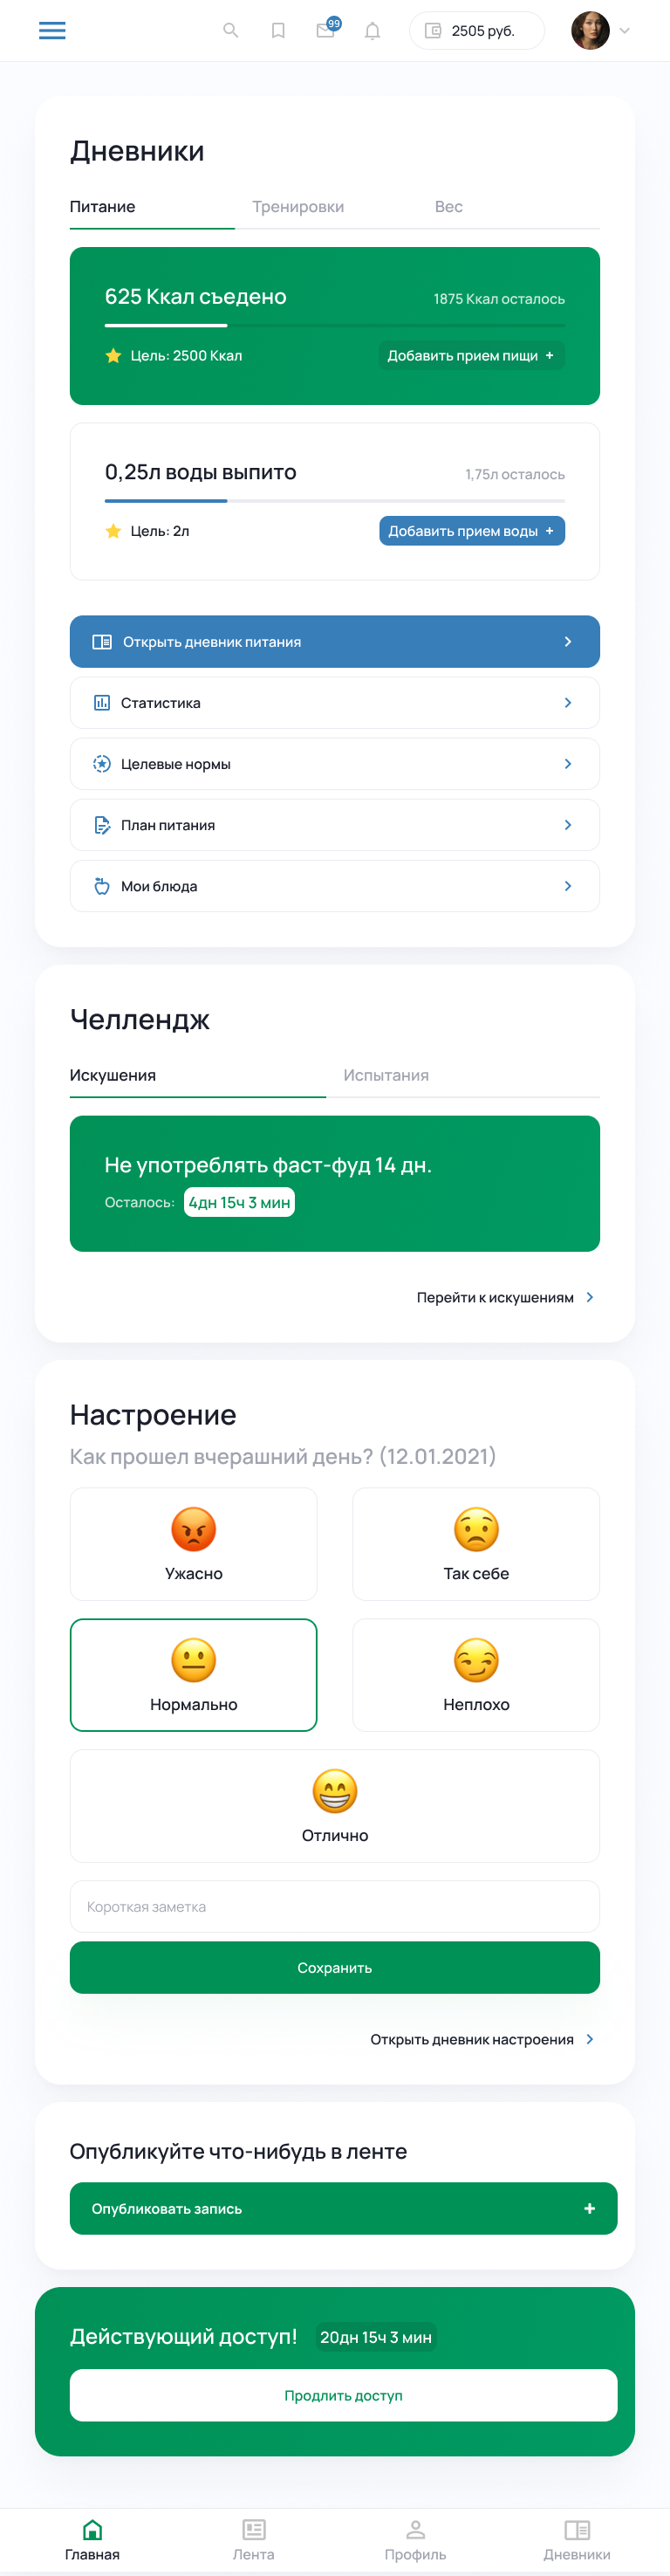 99
2505 руб.
Дневники
Питание
Тренировки
Вес
625 Ккал съедено
1875 Ккал осталось
Цель: 2500 Ккал
Добавить прием пищи +
0,25л воды выпито
1,75л осталось
Цель: 2л
Добавить прием воды +
Открыть дневник питания
Статистика
Целевые нормы
План питания
Мои блюда
Челлендж
Искушения
Испытания
Не употреблять фаст-фуд 14 дн.
Осталось: 4дн 15ч 3 мин
Перейти к искушениям
Настроение
Как прошел вчерашний день? (12.01.2021)
Ужасно
Так себе
Нормально
Неплохо
Отлично
Короткая заметка
Сохранить
Открыть дневник настроения
Опубликуйте что-нибудь в ленте
Опубликовать запись +
Действующий доступ! 20дн 15ч 3 мин
Продлить доступ
Главная
Лента
Профиль
Дневники